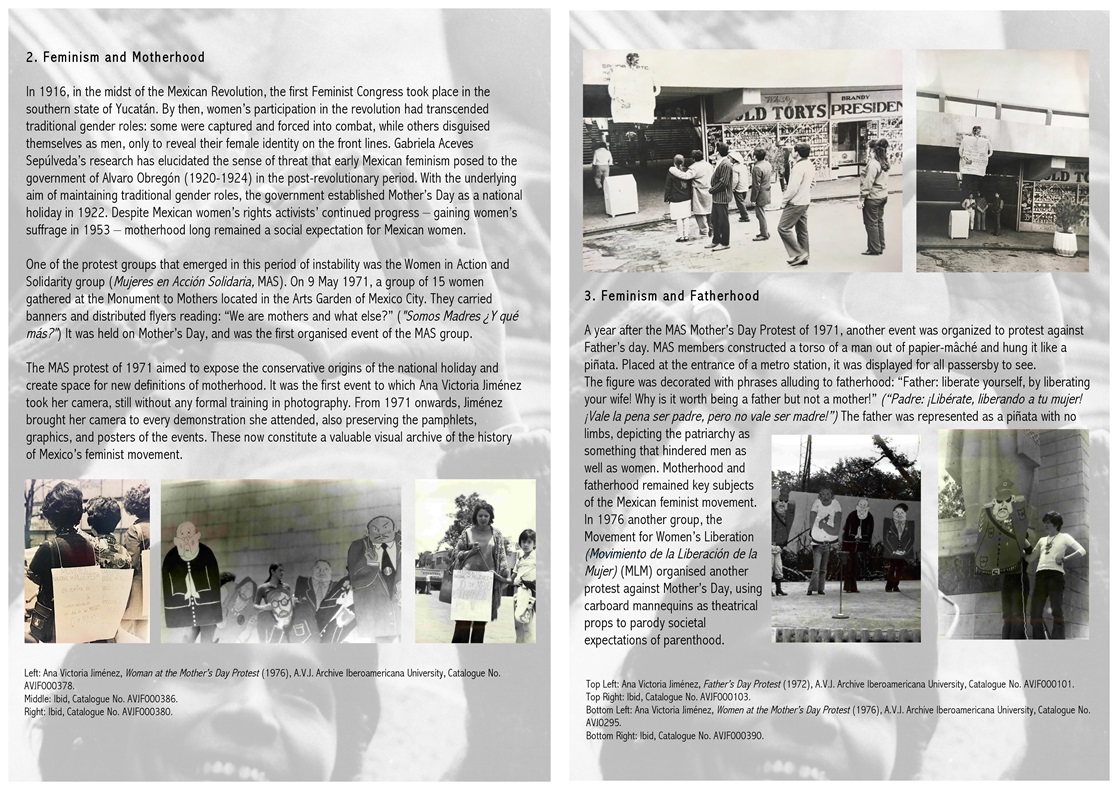 2. Feminism and Motherhood
In 1916, in the midst of the Mexican Revolution, the first Feminist Congress took place in the
southern state of Yucatán. By then, women's participation in the revolution had transcended
traditional gender roles: some were captured and forced into combat, while others disguised
themselves as men, only to reveal their female identity on the front lines. Gabriela Aceves
Sepúlveda's research has elucidated the sense of threat that early Mexican feminism posed to the
government of Alvaro Obregón (1920-1924) in the post-revolutionary period. With the underlying
aim of maintaining traditional gender roles, the government established Mother's Day as a national
holiday in 1922. Despite Mexican women's rights activists' continued progress – gaining women's
suffrage in 1953 – motherhood long remained a social expectation for Mexican women.
One of the protest groups that emerged in this period of instability was the Women in Action and
Solidarity group (Mujeres en Acción Solidaria, MAS). On 9 May 1971, a group of 15 women
gathered at the Monument to Mothers located in the Arts Garden of Mexico City. They carried
banners and distributed flyers reading: "We are mothers and what else?" ("Somos Madres ¿Y qué
más?") It was held on Mother's Day, and was the first organised event of the MAS group.
The MAS protest of 1971 aimed to expose the conservative origins of the national holiday and
create space for new definitions of motherhood. It was the first event to which Ana Victoria Jiménez
took her camera, still without any formal training in photography. From 1971 onwards, Jiménez
brought her camera to every demonstration she attended, also preserving the pamphlets,
graphics, and posters of the events. These now constitute a valuable visual archive of the history
of Mexico's feminist movement.
Left: Ana Victoria Jiménez, Woman at the Mother's Day Protest (1976), A.V.J. Archive Iberoamericana University, Catalogue No.
AVJF000378.
Middle: Ibid, Catalogue No. AVJF000386.
Right: Ibid, Catalogue No. AVJF000380.
OLD TORYS
BRANDY
PRESIDEN
OLD TO
3. Feminism and Fatherhood
A year after the MAS Mother's Day Protest of 1971, another event was organized to protest against
Father's day. MAS members constructed a torso of a man out of papier-mâché and hung it like a
piñata. Placed at the entrance of a metro station, it was displayed for all passersby to see.
The figure was decorated with phrases alluding to fatherhood: "Father: liberate yourself, by liberating
your wife! Why is it worth being a father but not a mother!" ("Padre: ¡Libérate, liberando a tu mujer!
¡Vale la pena ser padre, pero no vale ser madre!") The father was represented as a piñata with no
limbs, depicting the patriarchy as
something that hindered men as
well as women. Motherhood and
fatherhood remained key subjects
of the Mexican feminist movement.
In 1976 another group, the
Movement for Women's Liberation
(Movimiento de la Liberación de la
Mujer) (MLM) organised another
protest against Mother's Day, using
carboard mannequins as theatrical
props to parody societal
expectations of parenthood.
Top Left: Ana Victoria Jiménez, Father's Day Protest (1972), A.V.J. Archive Iberoamericana University, Catalogue No. AVJF000101.
Top Right: Ibid, Catalogue No. AVJF000103.
Bottom Left: Ana Victoria Jiménez, Women at the Mother's Day Protest (1976), A.V.J. Archive Iberoamericana University, Catalogue No.
AVJ0295.
Bottom Right: Ibid, Catalogue No. AVJF000390.